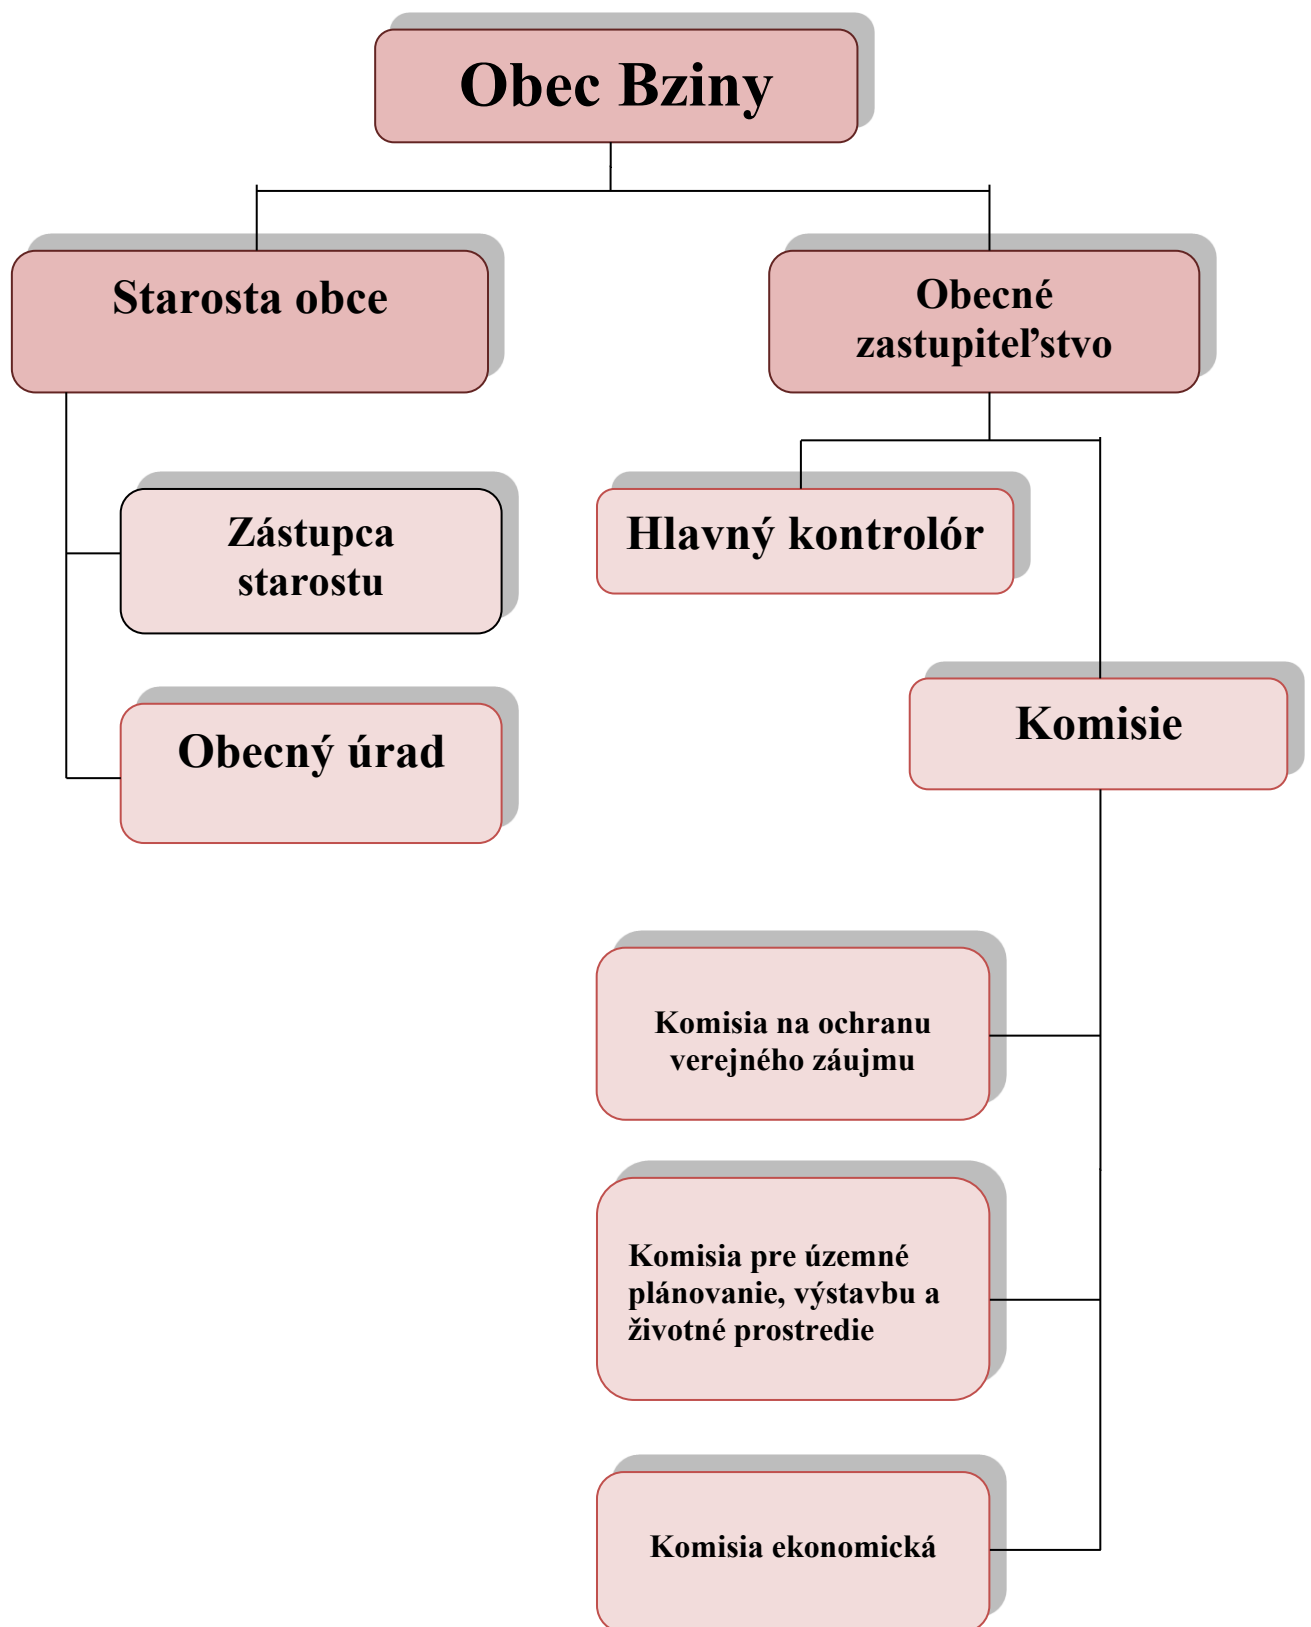 Obec Bziny
Starosta obce
Obecné
zastupiteľstvo
Zástupca
starostu
Hlavný kontrolór
Obecný úrad
Komisie
Komisia na ochranu
verejného záujmu
Komisia pre územné
plánovanie, výstavbu a
životné prostredie
Komisia ekonomická